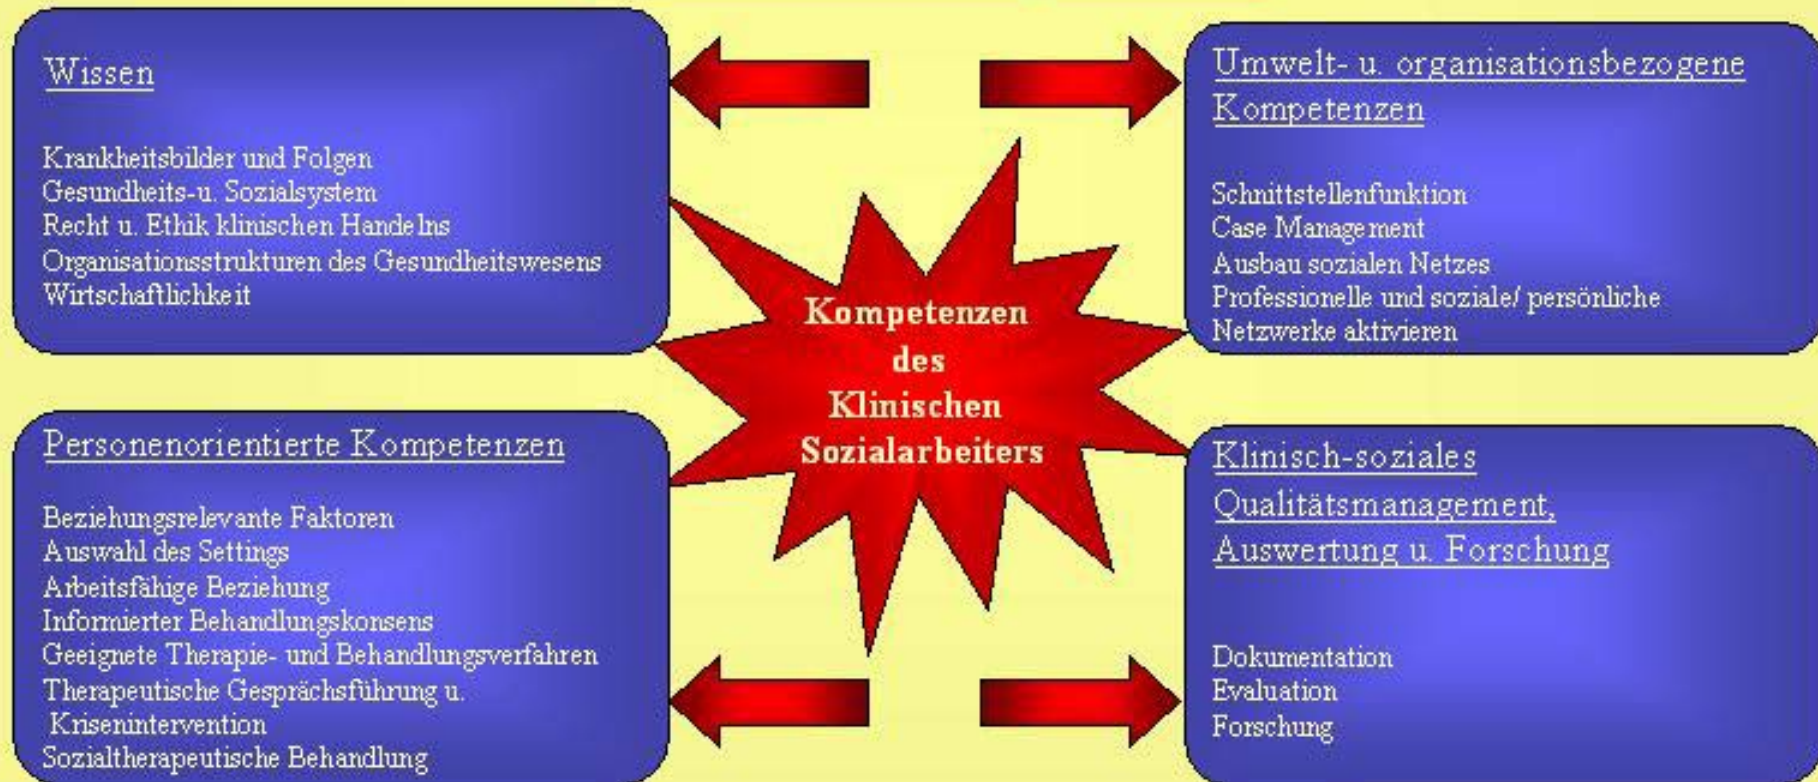 Wissen
Krankheitsbilder und Folgen
Gesundheits-u. Sozialsystem
Recht u. Ethik klinischen Handelns
Organisationsstrukturen des Gesundheitswesens
Wirtschaftlichkeit
Umwelt- u. organisationsbezogene
Kompetenzen
Schnittstellenfunktion
Case Management
Ausbau sozialen Netzes
Professionelle und soziale/ persönliche
Netzwerke aktivieren
Kompetenzen
des
Klinischen
Sozialarbeiters
Personenorientierte Kompetenzen
Beziehungsrelevante Faktoren
Auswahl des Settings
Arbeitsfähige Beziehung
Informierter Behandlungskonsens
Geeignete Therapie- und Behandlungsverfahren
Therapeutische Gesprächsführung u.
Krisenintervention
Sozialtherapeutische Behandlung
Klinisch-soziales
Qualitätsmanagement,
Auswertung u. Forschung
Dokumentation
Evaluation
Forschung